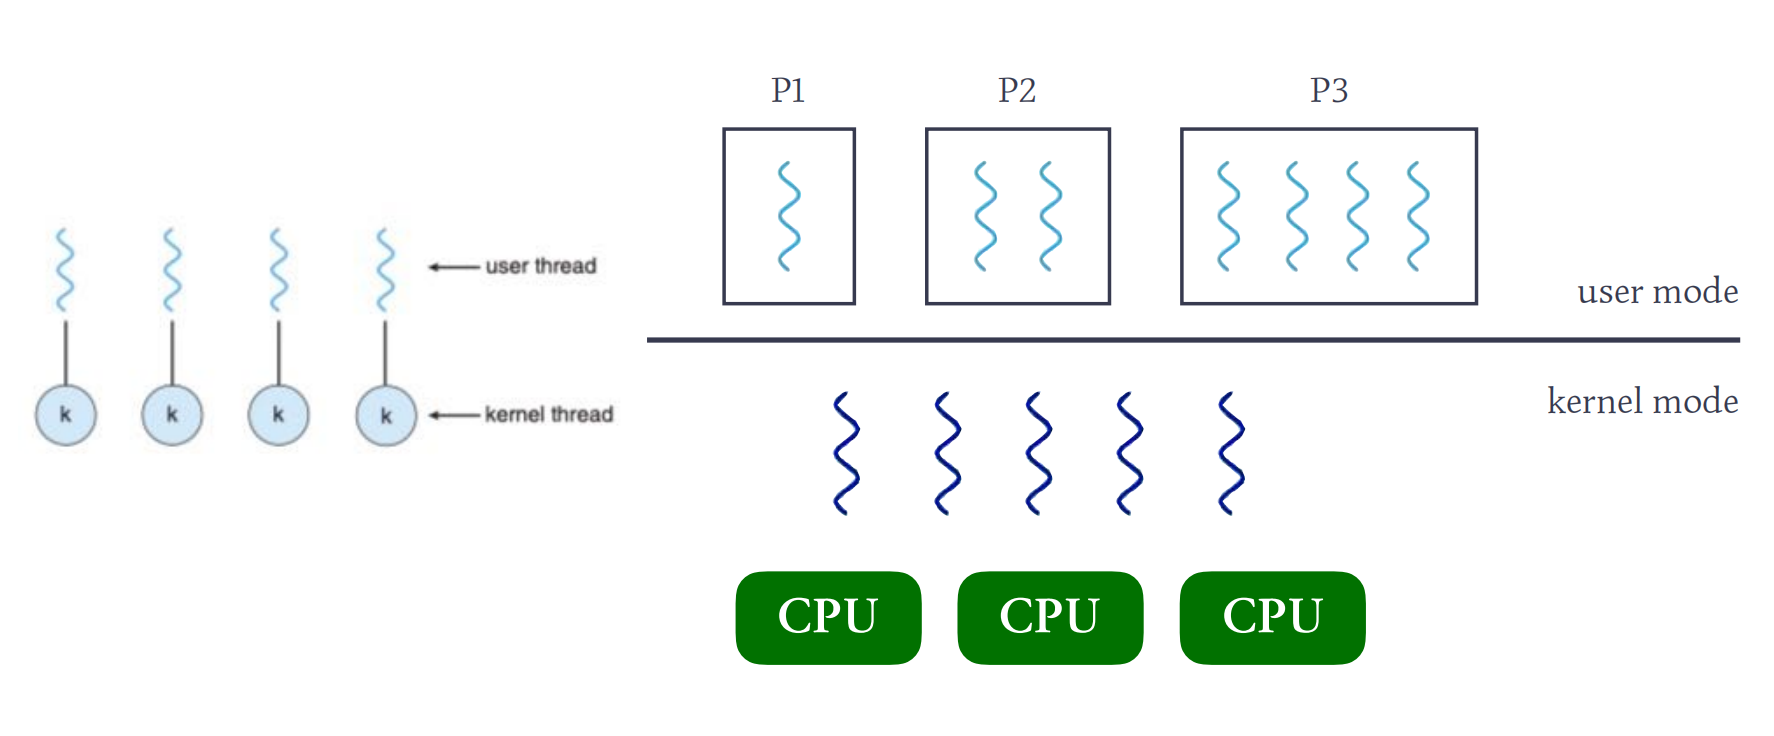 user thread
k
k
k
k
kernel thread
P1
P2
P3
user mode
kernel mode
CPU
CPU
CPU